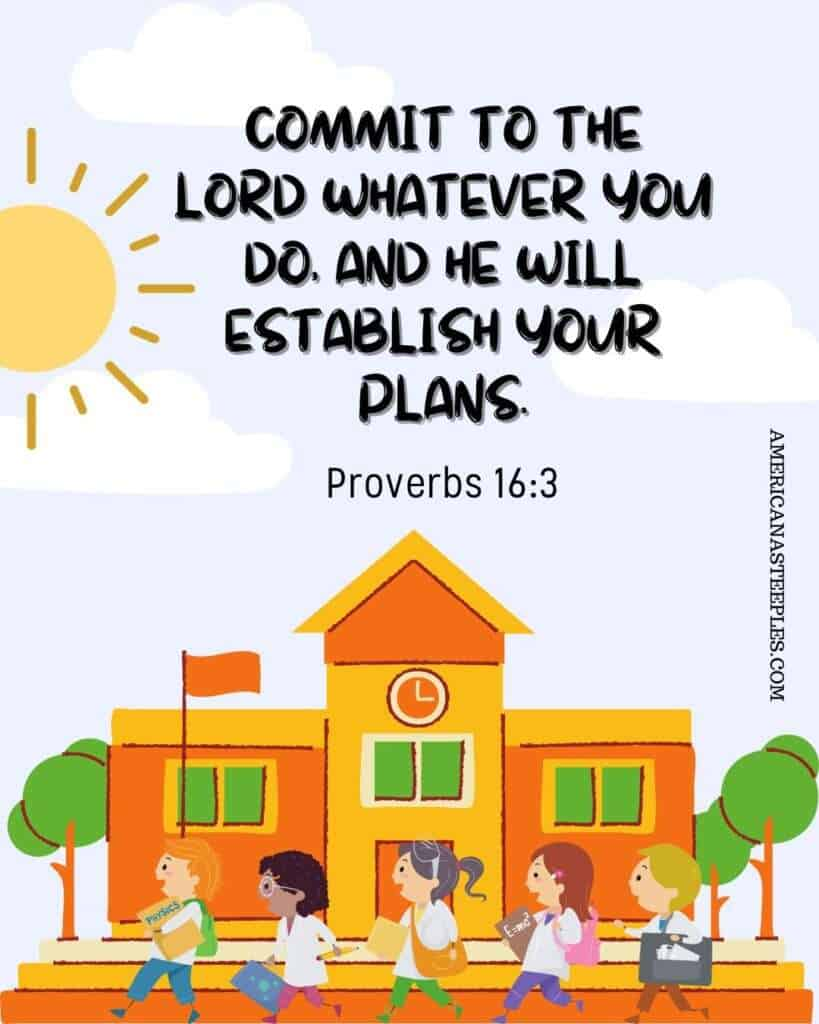 COMMIT TO THE
LORD WHATEVER YOU
DO, AND HE WILL
ESTABLISH YOUR
PLANS.
Proverbs 16:3
AMERICANASTEEPLES.COM
PHYSICS
E=mc²